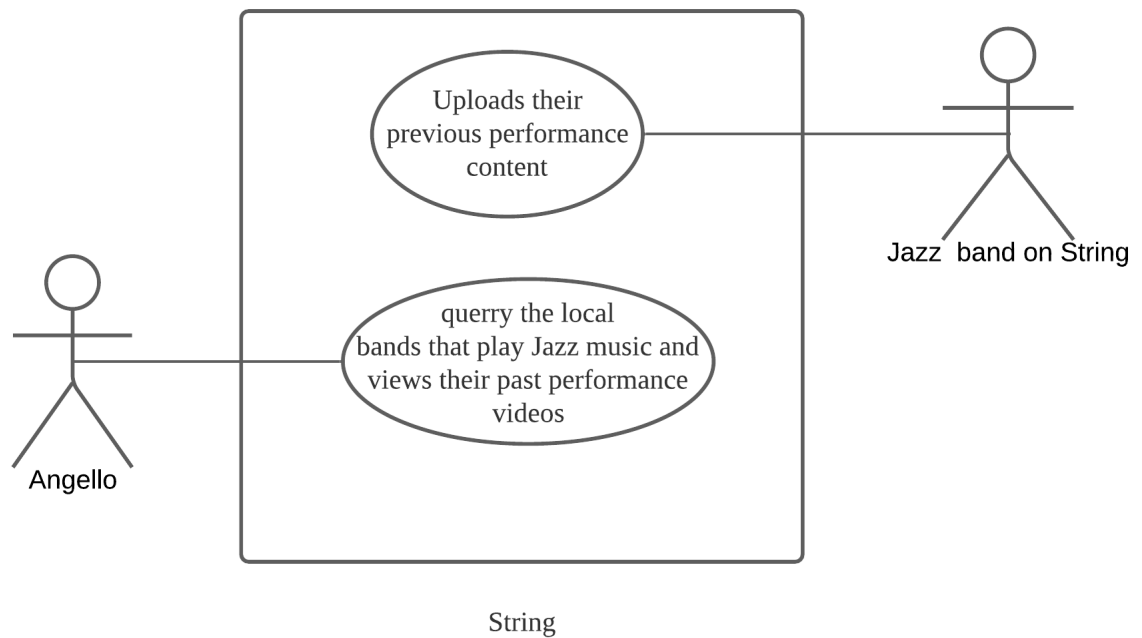 Uploads their
previous performance
content
Jazz  band on String
querry the local
bands that play Jazz music and
views their past performance
videos
Angello
String